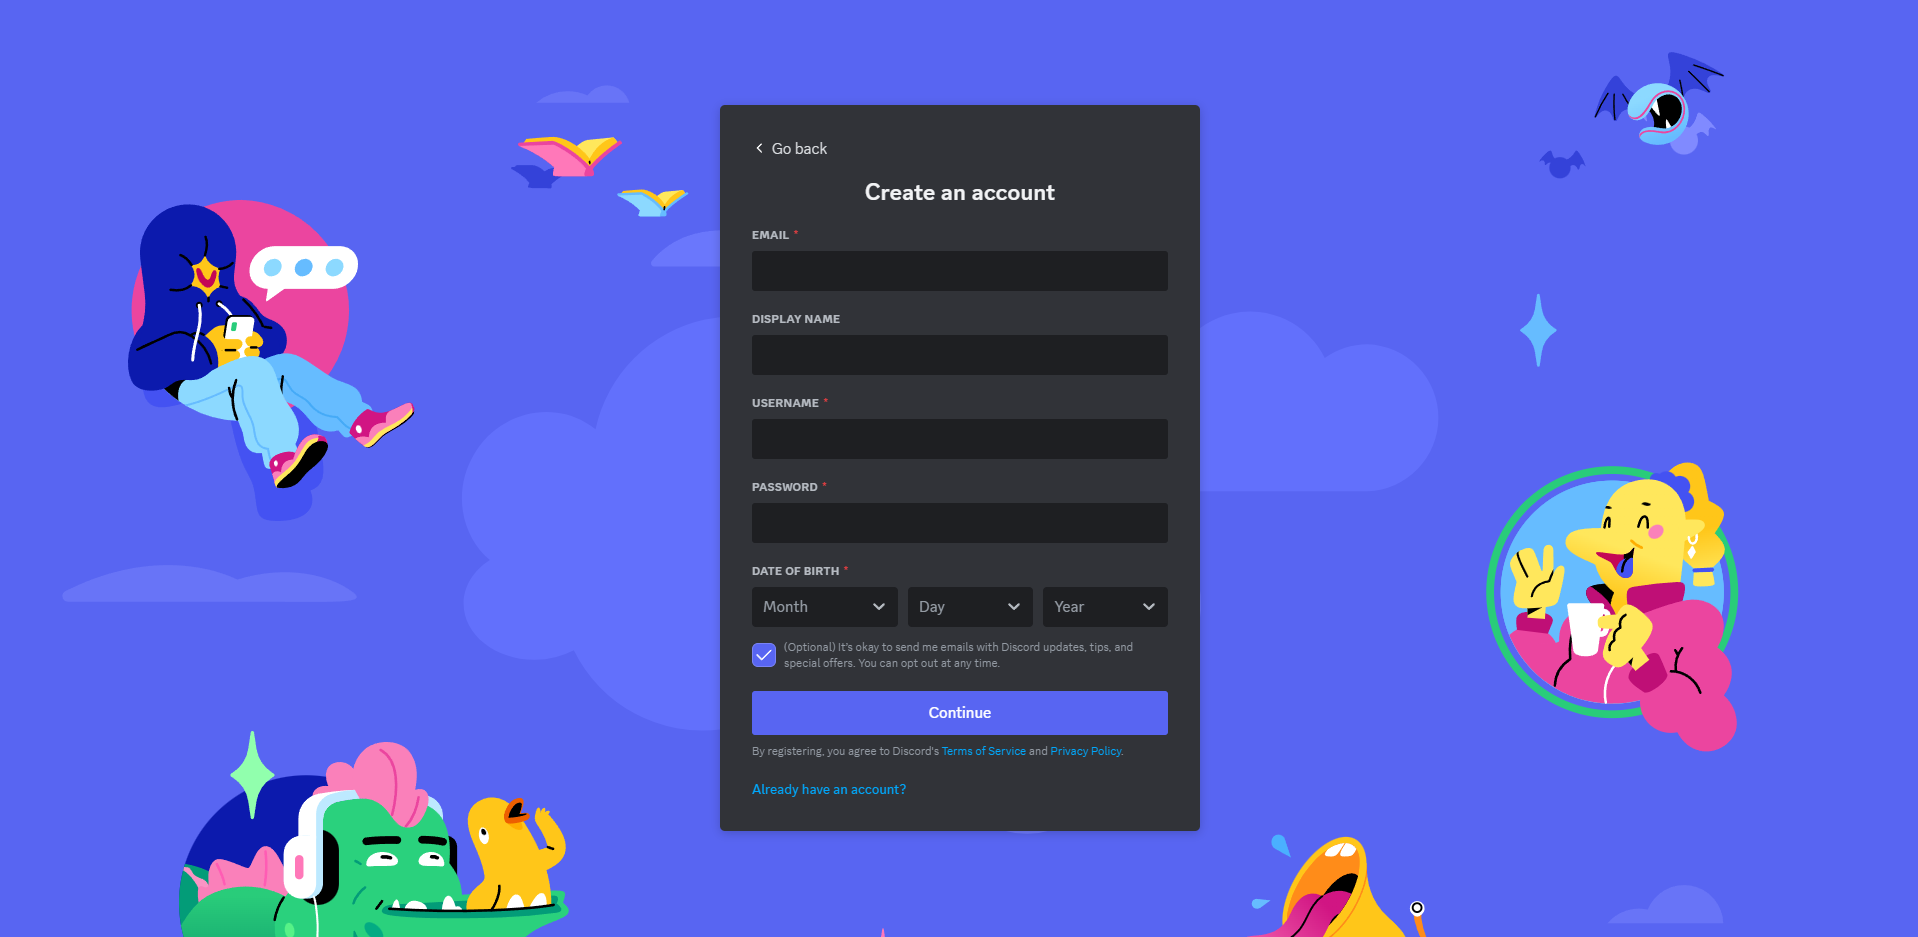 Go back
Create an account
EMAIL *
DISPLAY NAME
USERNAME *
PASSWORD *
DATE OF BIRTH *
Month
Day
Year
(Optional) It's okay to send me emails with Discord updates, tips, and
special offers. You can opt out at any time.
Continue
By registering, you agree to Discord's Terms of Service and Privacy Policy.
Already have an account?